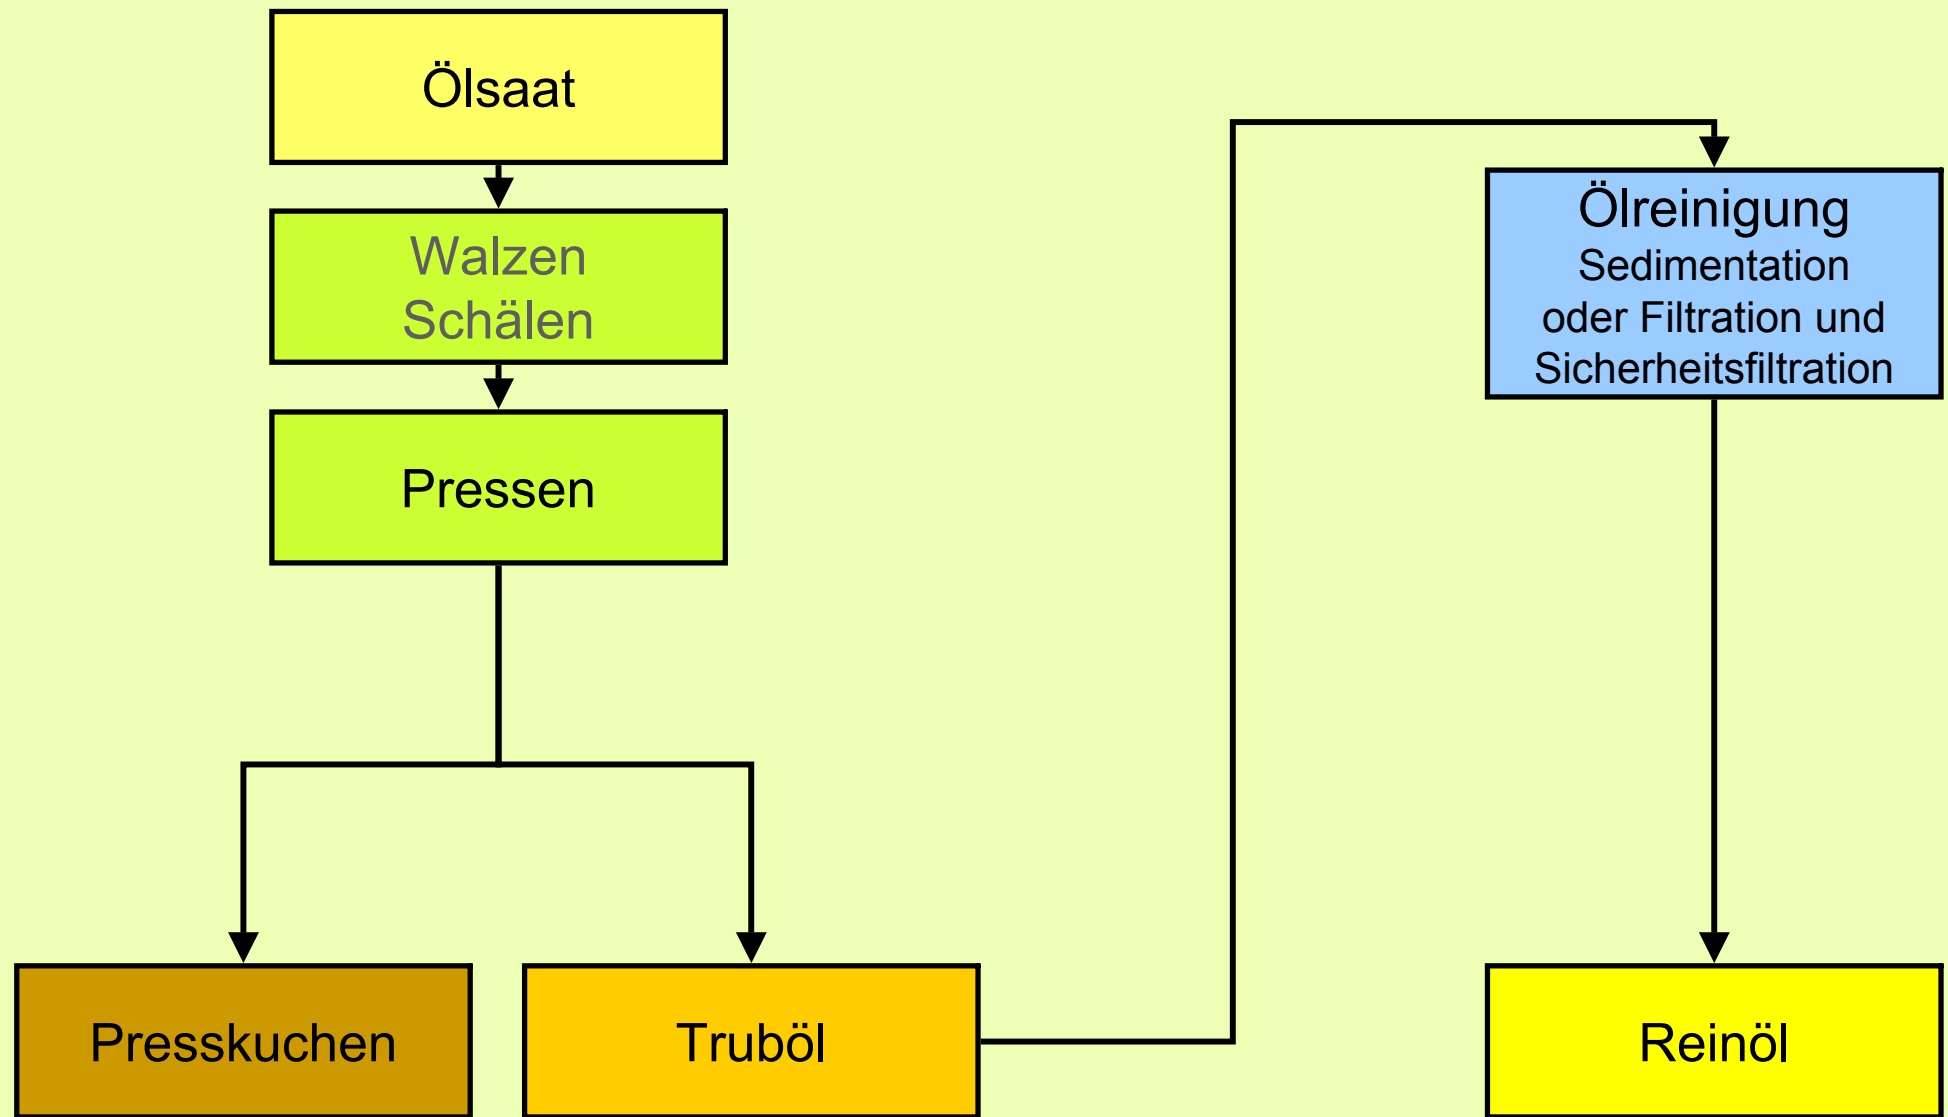 Ölsaat
Walzen
Schälen
Pressen
Presskuchen
Truböl
Ölreinigung
Sedimentation
oder Filtration und
Sicherheitsfiltration
Reinöl